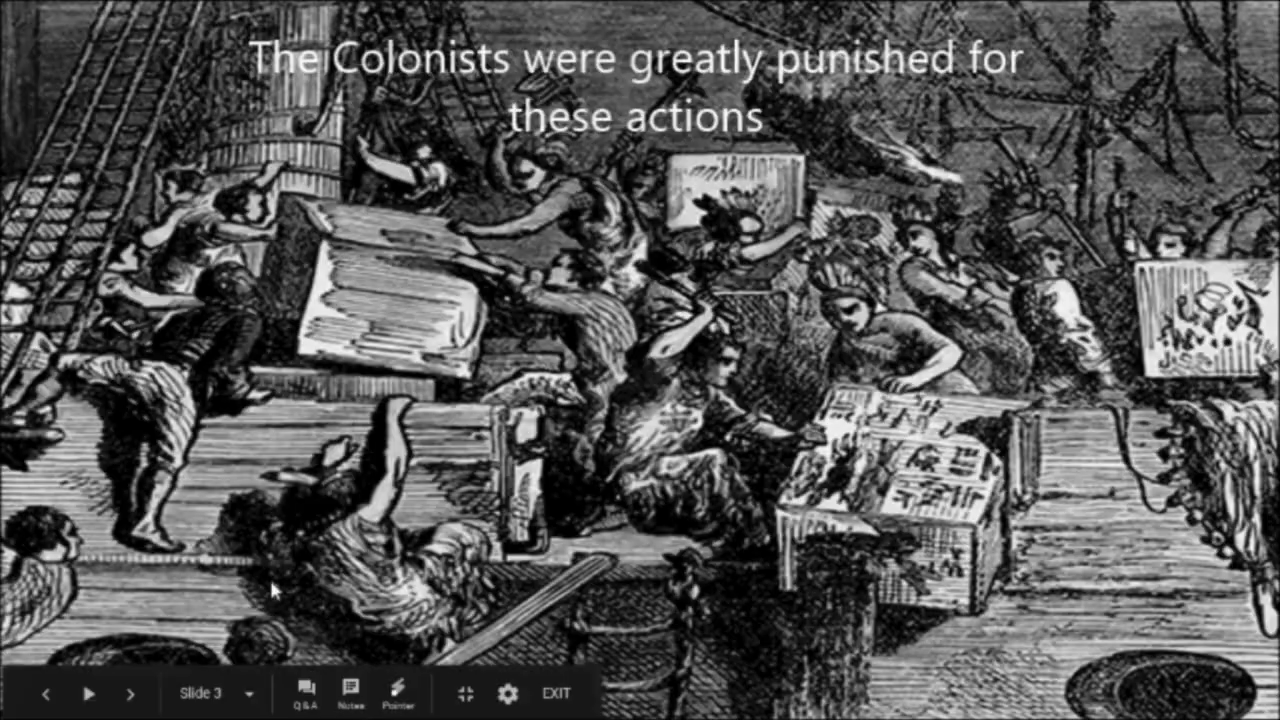 The Colonists were greatly punished for
these actions
Slide 3
Q&A
Notes
Pointer
EXIT